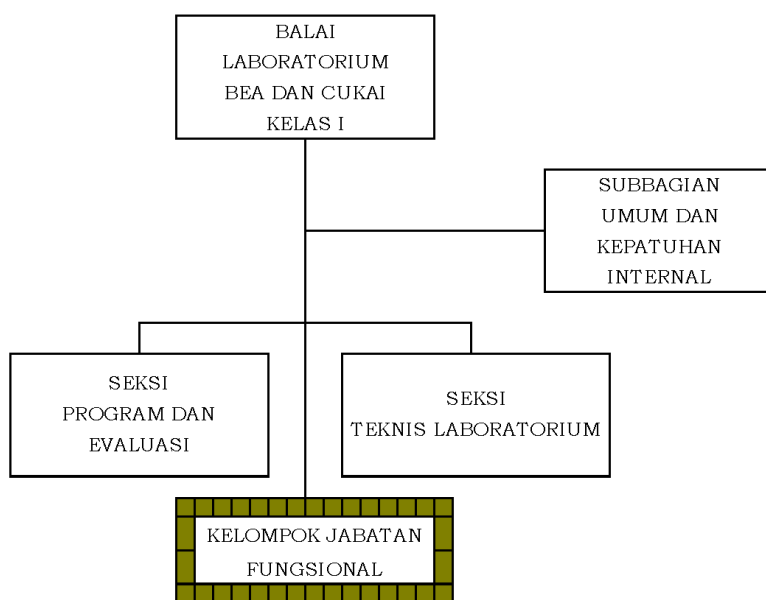 BALAI
LABORATORIUM
BEA DAN CUKAI
KELAS I
SUBBAGIAN
UMUM DAN
KEPATUHAN
INTERNAL
SEKSI
PROGRAM DAN
EVALUASI
SEKSI
TEKNIS LABORATORIUM
KELOMPOK JABATAN
FUNGSIONAL